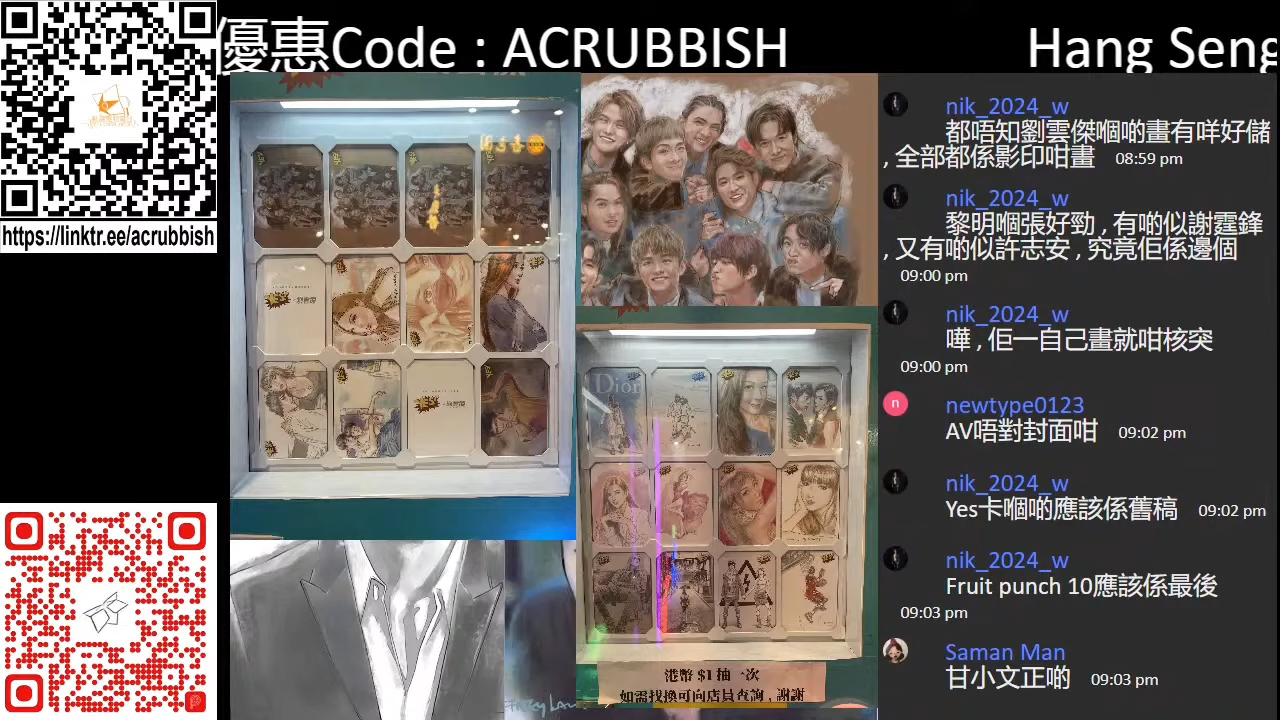 優惠Code : ACRUBBISH
Hang Seng
https://linktr.ee/acrubbish
Dior
港幣 $1 抽一次
如需找換可向店員查詢 , 謝謝
nik_2024_w
都唔知劉雲傑嗰啲畫有咩好儲
, 全部都係影印咁畫 08:59 pm
nik_2024_w
黎明嗰張好勁 , 有啲似謝霆鋒
, 又有啲似許志安 , 究竟佢係邊個
09:00 pm
nik_2024_w
嘩 , 佢一自己畫就咁核突
09:00 pm
n
newtype0123
AV唔對封面咁 09:02 pm
nik_2024_w
Yes卡嗰啲應該係舊稿 09:02 pm
nik_2024_w
Fruit punch 10應該係最後
09:03 pm
Saman Man
甘小文正啲 09:03 pm